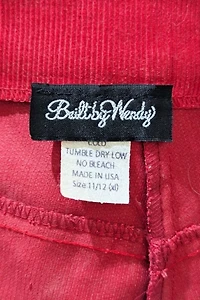 Built by Wendy
COLD
TUMBLE DRY LOW
NO BLEACH
MADE IN USA
Size 11/12 (xl)